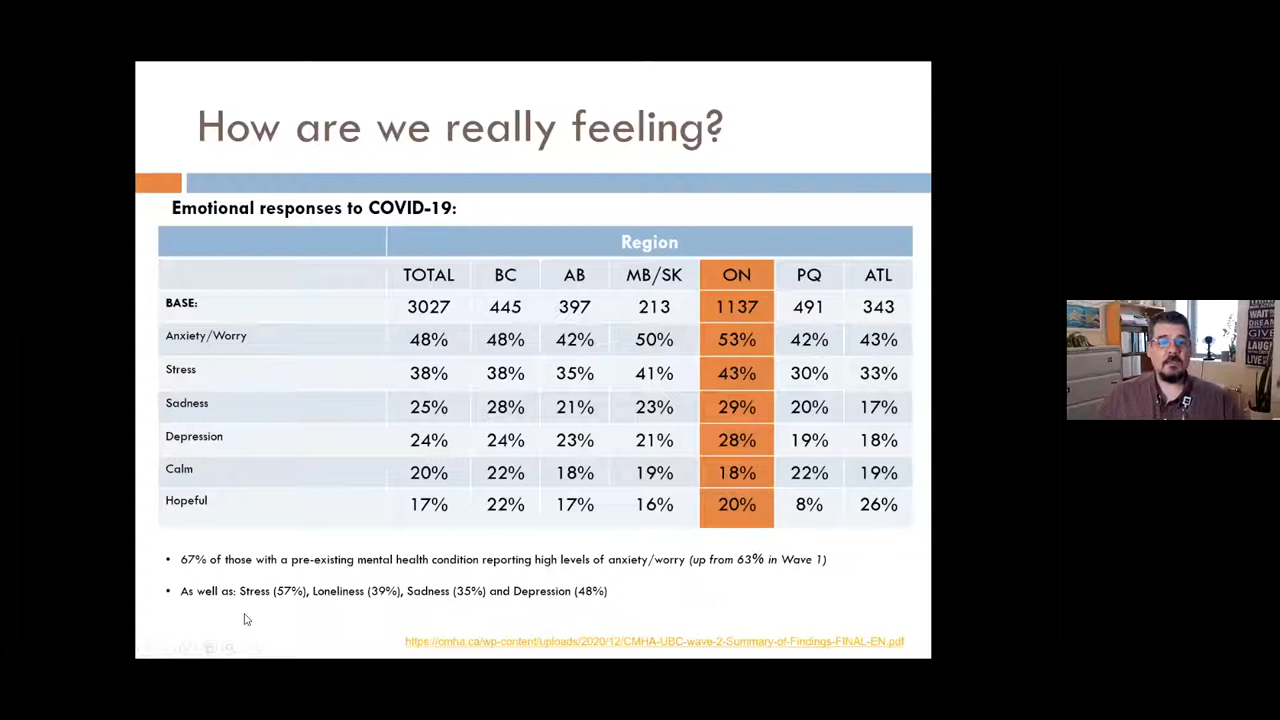 How are we really feeling?
Emotional responses to COVID-19:
Region
TOTAL BC AB MB/SK ON PQ ATL
BASE: 3027 445 397 213 1137 491 343
Anxiety/Worry 48% 48% 42% 50% 53% 42% 43%
Stress 38% 38% 35% 41% 43% 30% 33%
Sadness 25% 28% 21% 23% 29% 20% 17%
Depression 24% 24% 23% 21% 28% 19% 18%
Calm 20% 22% 18% 19% 18% 22% 19%
Hopeful 17% 22% 17% 16% 20% 8% 26%
• 67% of those with a pre-existing mental health condition reporting high levels of anxiety/worry (up from 63% in Wave 1)
• As well as: Stress (57%), Loneliness (39%), Sadness (35%) and Depression (48%)
https://cmha.ca/wp-content/uploads/2020/12/CMHA-UBC-wave-2-Summary-of-Findings-FINAL-EN.pdf
WAIT
DREAM
GIVE
LAUGH
LIVE